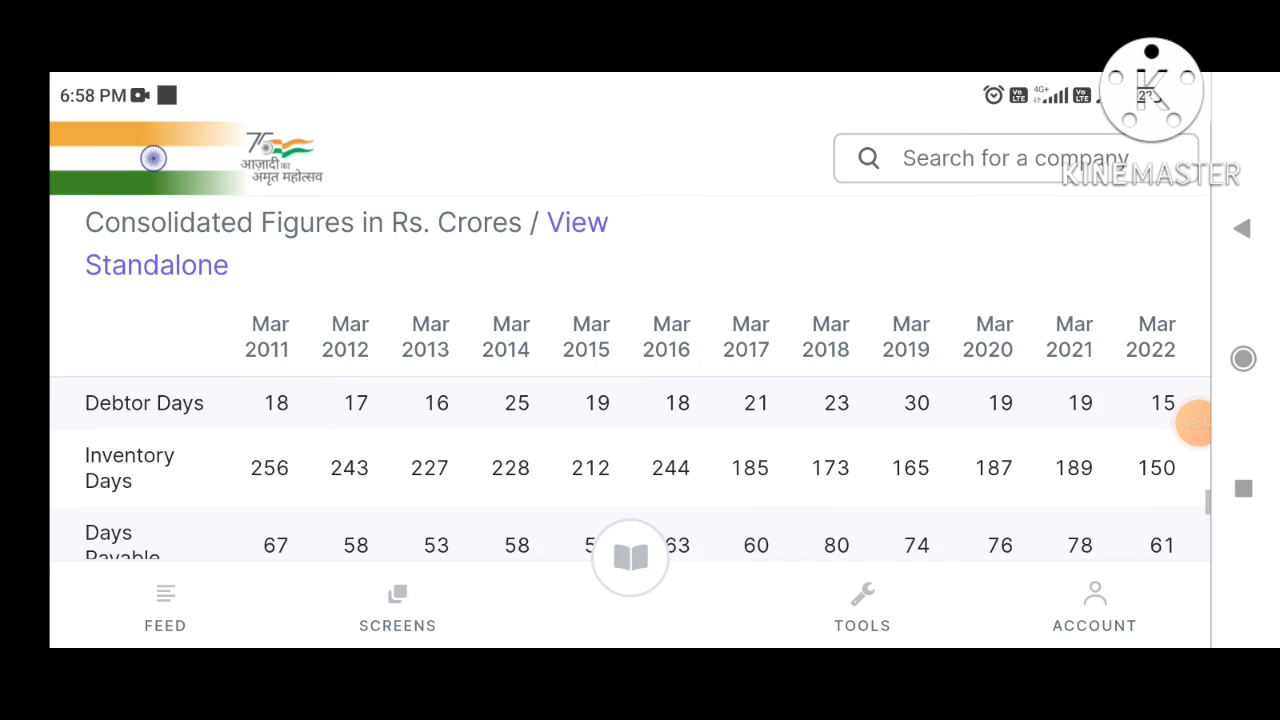 6:58 PM
4G+
KINEMASTER
75
आज़ादी का
अमृत महोत्सव
Search for a company
Consolidated Figures in Rs. Crores / View
Standalone
Mar Mar Mar Mar Mar Mar Mar Mar Mar Mar Mar Mar
2011 2012 2013 2014 2015 2016 2017 2018 2019 2020 2021 2022
Debtor Days 18 17 16 25 19 18 21 23 30 19 19 15
Inventory
Days 256 243 227 228 212 244 185 173 165 187 189 150
Days
Payable 67 58 53 58 63 60 80 74 76 78 61
FEED SCREENS TOOLS ACCOUNT